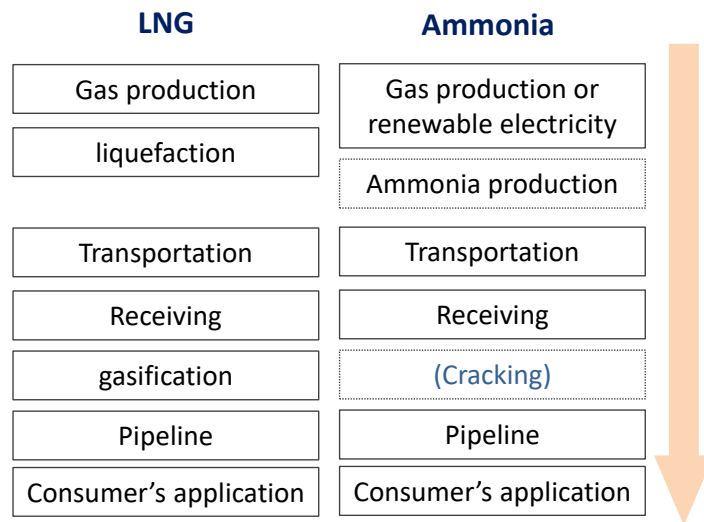 LNG
Gas production
liquefaction
Transportation
Receiving
gasification
Pipeline
Consumer’s application
Ammonia
Gas production or
renewable electricity
Ammonia production
Transportation
Receiving
(Cracking)
Pipeline
Consumer’s application